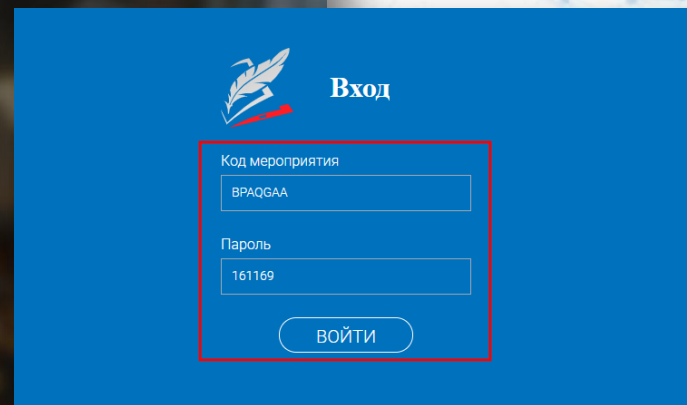 Вход
Код мероприятия
BPAQGAA
Пароль
161169
ВОЙТИ